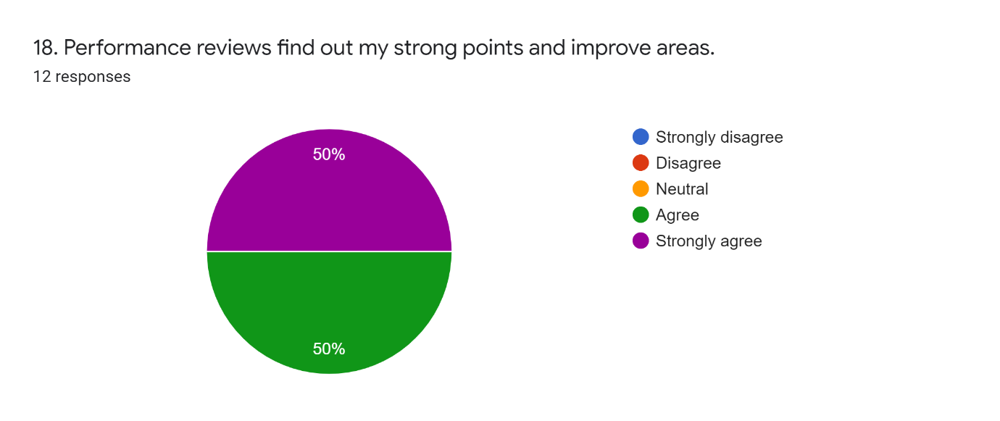 18. Performance reviews find out my strong points and improve areas.
12 responses
50%
50%
Strongly disagree
Disagree
Neutral
Agree
Strongly agree